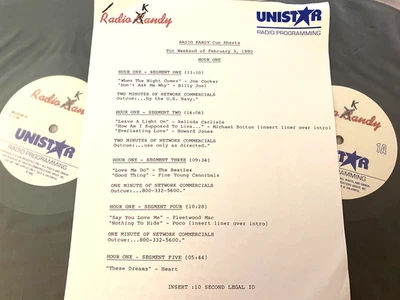 Radio Kandy
K
UNISTAR
RADIO PROGRAMMING
RADIO KANDY Cue Sheets
For Weekend of February 3, 1990
HOUR ONE
HOUR ONE - SEGMENT ONE (11:10)
"When The Night Comes" - Joe Cocker
"Don't Ask Me Why" - Billy Joel
TWO MINUTES OF NETWORK COMMERCIALS
Outcue:...by the U.S. Navy."
HOUR ONE - SEGMENT TWO (16:06)
"Leave A Light On" - Belinda Carlisle
"How Am I Supposed To Live..." - Michael Bolton (insert liner over intro)
"Everlasting Love" - Howard Jones
TWO MINUTES OF NETWORK COMMERCIALS
Outcue:...use only as directed."
HOUR ONE - SEGMENT THREE (09:34)
"Love Me Do" - The Beatles
"Good Thing" - Fine Young Cannibals
ONE MINUTE OF NETWORK COMMERCIALS
Outcue:...800-332-5600."
HOUR ONE - SEGMENT FOUR (10:28)
"Say You Love Me" - Fleetwood Mac
"Nothing To Hide" - Poco (insert liner over intro)
ONE MINUTE OF NETWORK COMMERCIALS
Outcue:...800-332-5600."
HOUR ONE - SEGMENT FIVE (05:44)
"These Dreams" - Heart
INSERT :10 SECOND LEGAL ID
Radio Kandy
K
UNISTAR
RADIO PROGRAMMING
Radio Kandy
K
1A
UNISTAR
RADIO PROGRAMMING